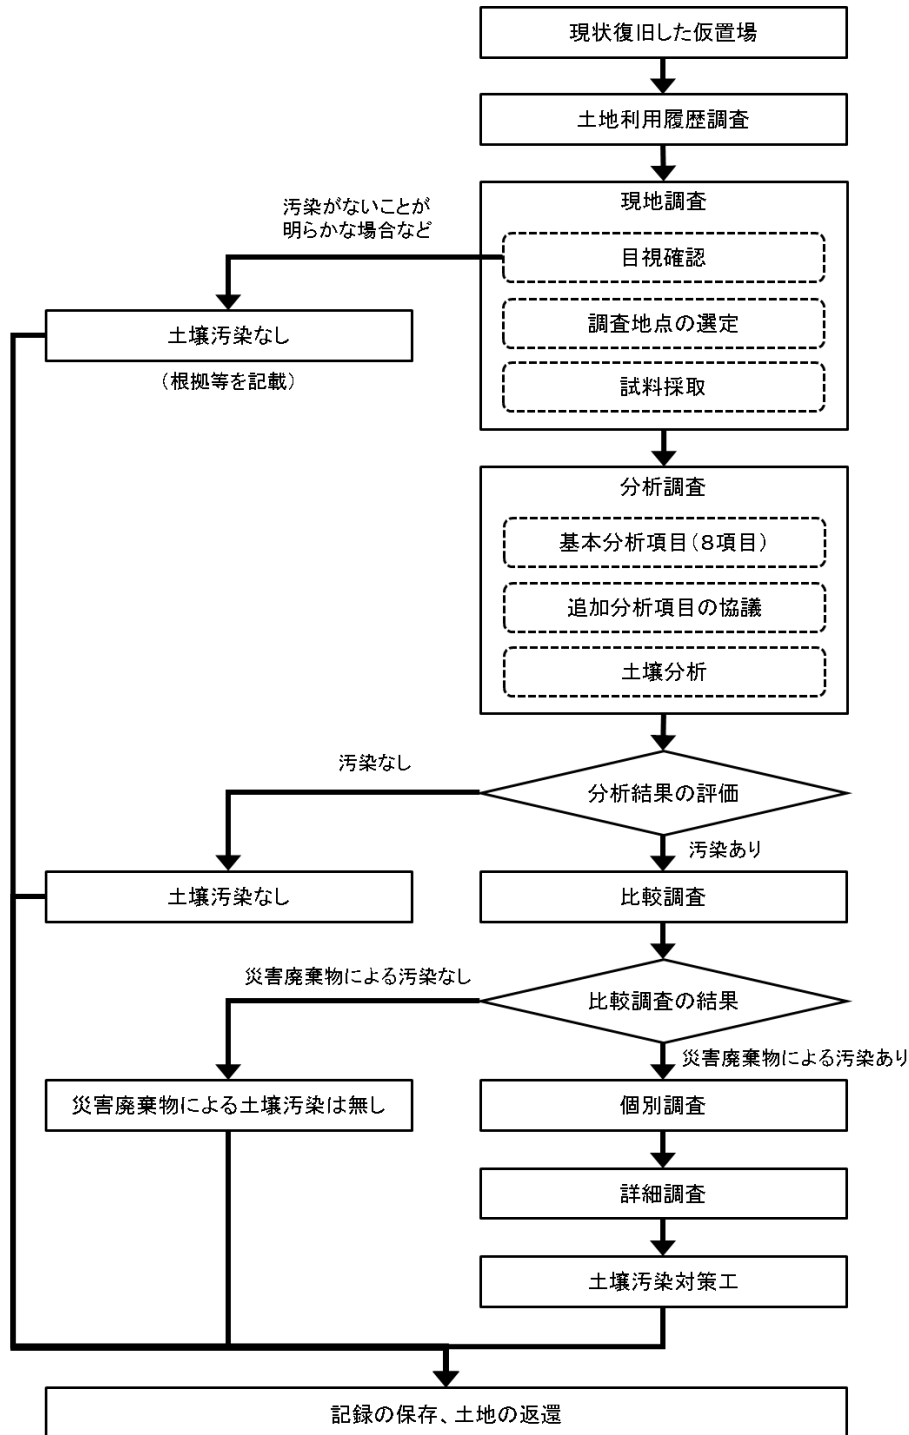 現状復旧した仮置場
土地利用履歴調査
現地調査
汚染がないことが
明らかな場合など
目視確認
調査地点の選定
土壌汚染なし
試料採取
（根拠等を記載）
分析調査
基本分析項目（８項目）
追加分析項目の協議
土壌分析
汚染なし
分析結果の評価
汚染あり
土壌汚染なし
比較調査
災害廃棄物による汚染なし
比較調査の結果
災害廃棄物による汚染あり
災害廃棄物による土壌汚染は無し
個別調査
詳細調査
土壌汚染対策工
記録の保存、土地の返還